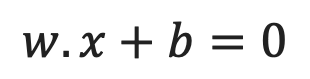 w.x + b = 0